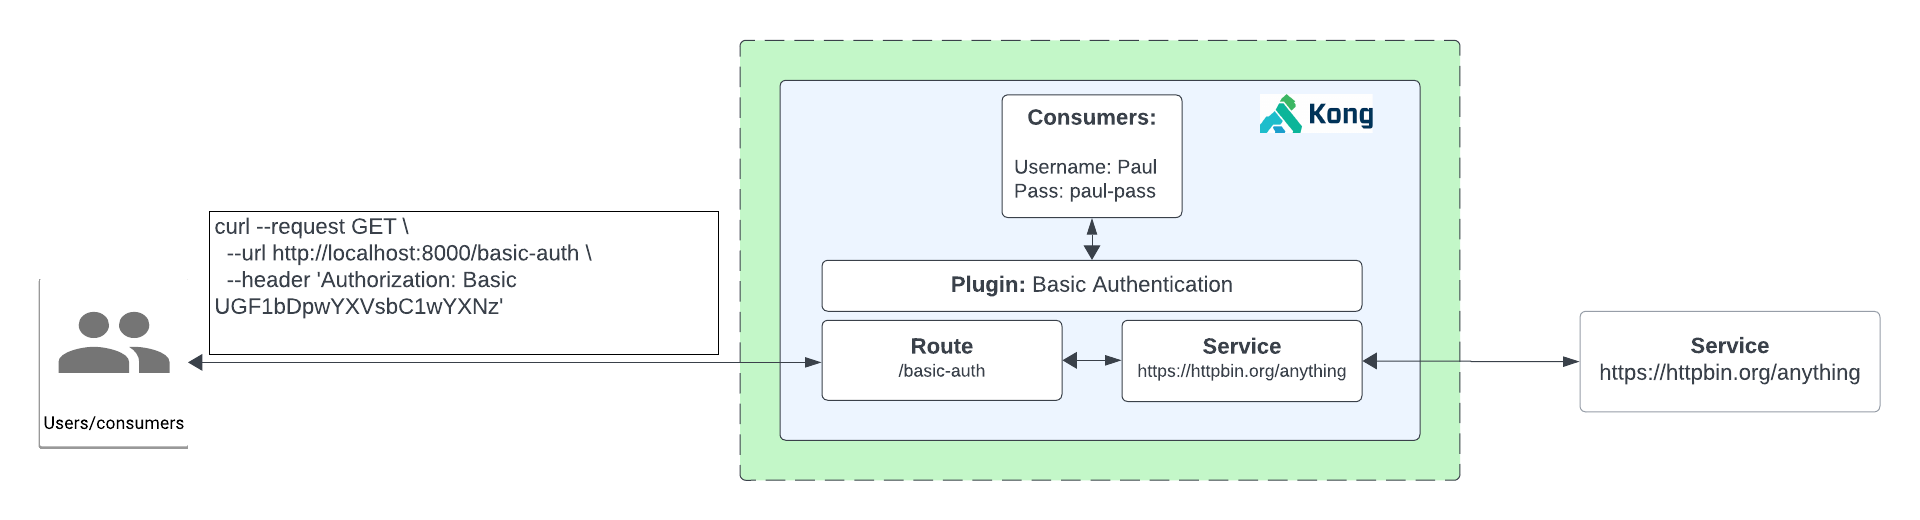 Kong
Consumers:
Username: Paul
Pass: paul-pass
curl --request GET \
--url http://localhost:8000/basic-auth \
--header 'Authorization: Basic
UGF1bDpwYXVsbC1wYXNz'
Plugin: Basic Authentication
Route
/basic-auth
Service
https://httpbin.org/anything
Service
https://httpbin.org/anything
Users/consumers